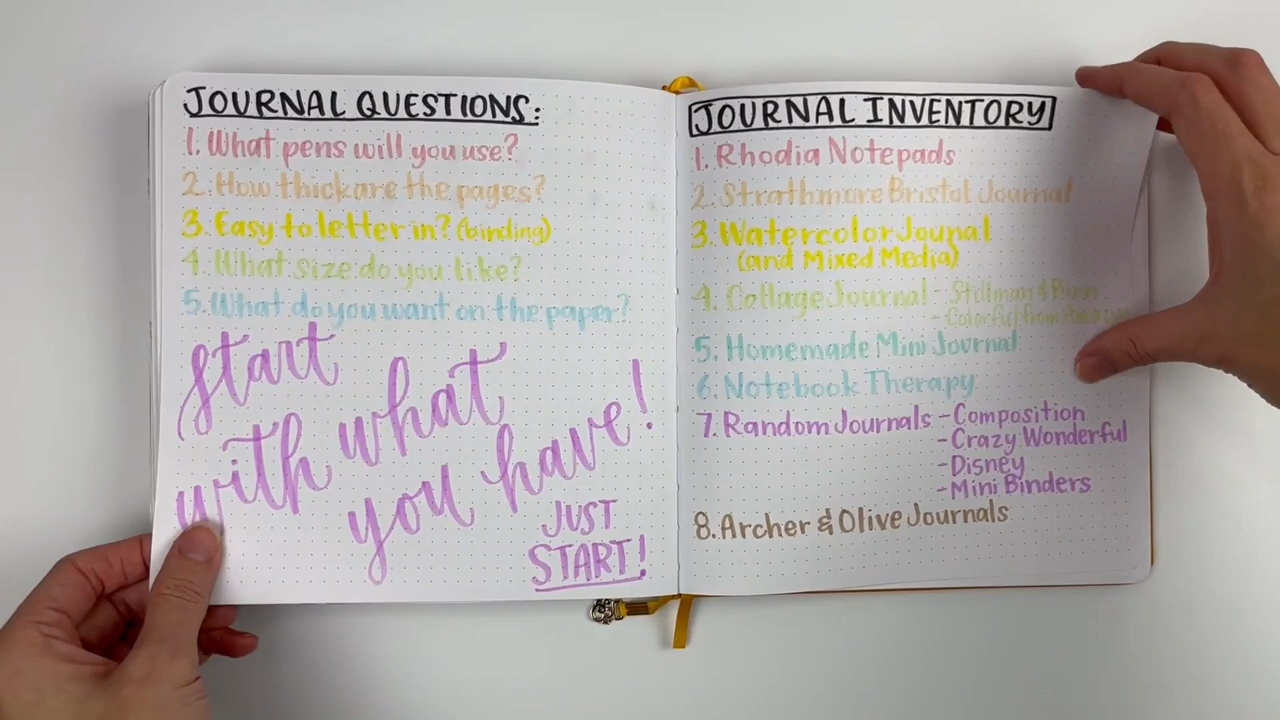 JOURNAL QUESTIONS:
1. What pens will you use?
2. How thick are the pages?
3. Easy to letter in? (binding)
4. What size do you like?
5. What do you want on the paper?
start
with what
you have!
JUST
START!
JOURNAL INVENTORY
1. Rhodia Notepads
2. Strathmore Bristol Journal
3. Watercolor Jounal
(and Mixed Media)
4. Collage Journal - Stillman & Birn
- Colorful from
5. Homemade Mini Journal
6. Notebook Therapy
7. Random Journals - Composition
- Crazy Wonderful
- Disney
- Mini Binders
8. Archer & Olive Journals